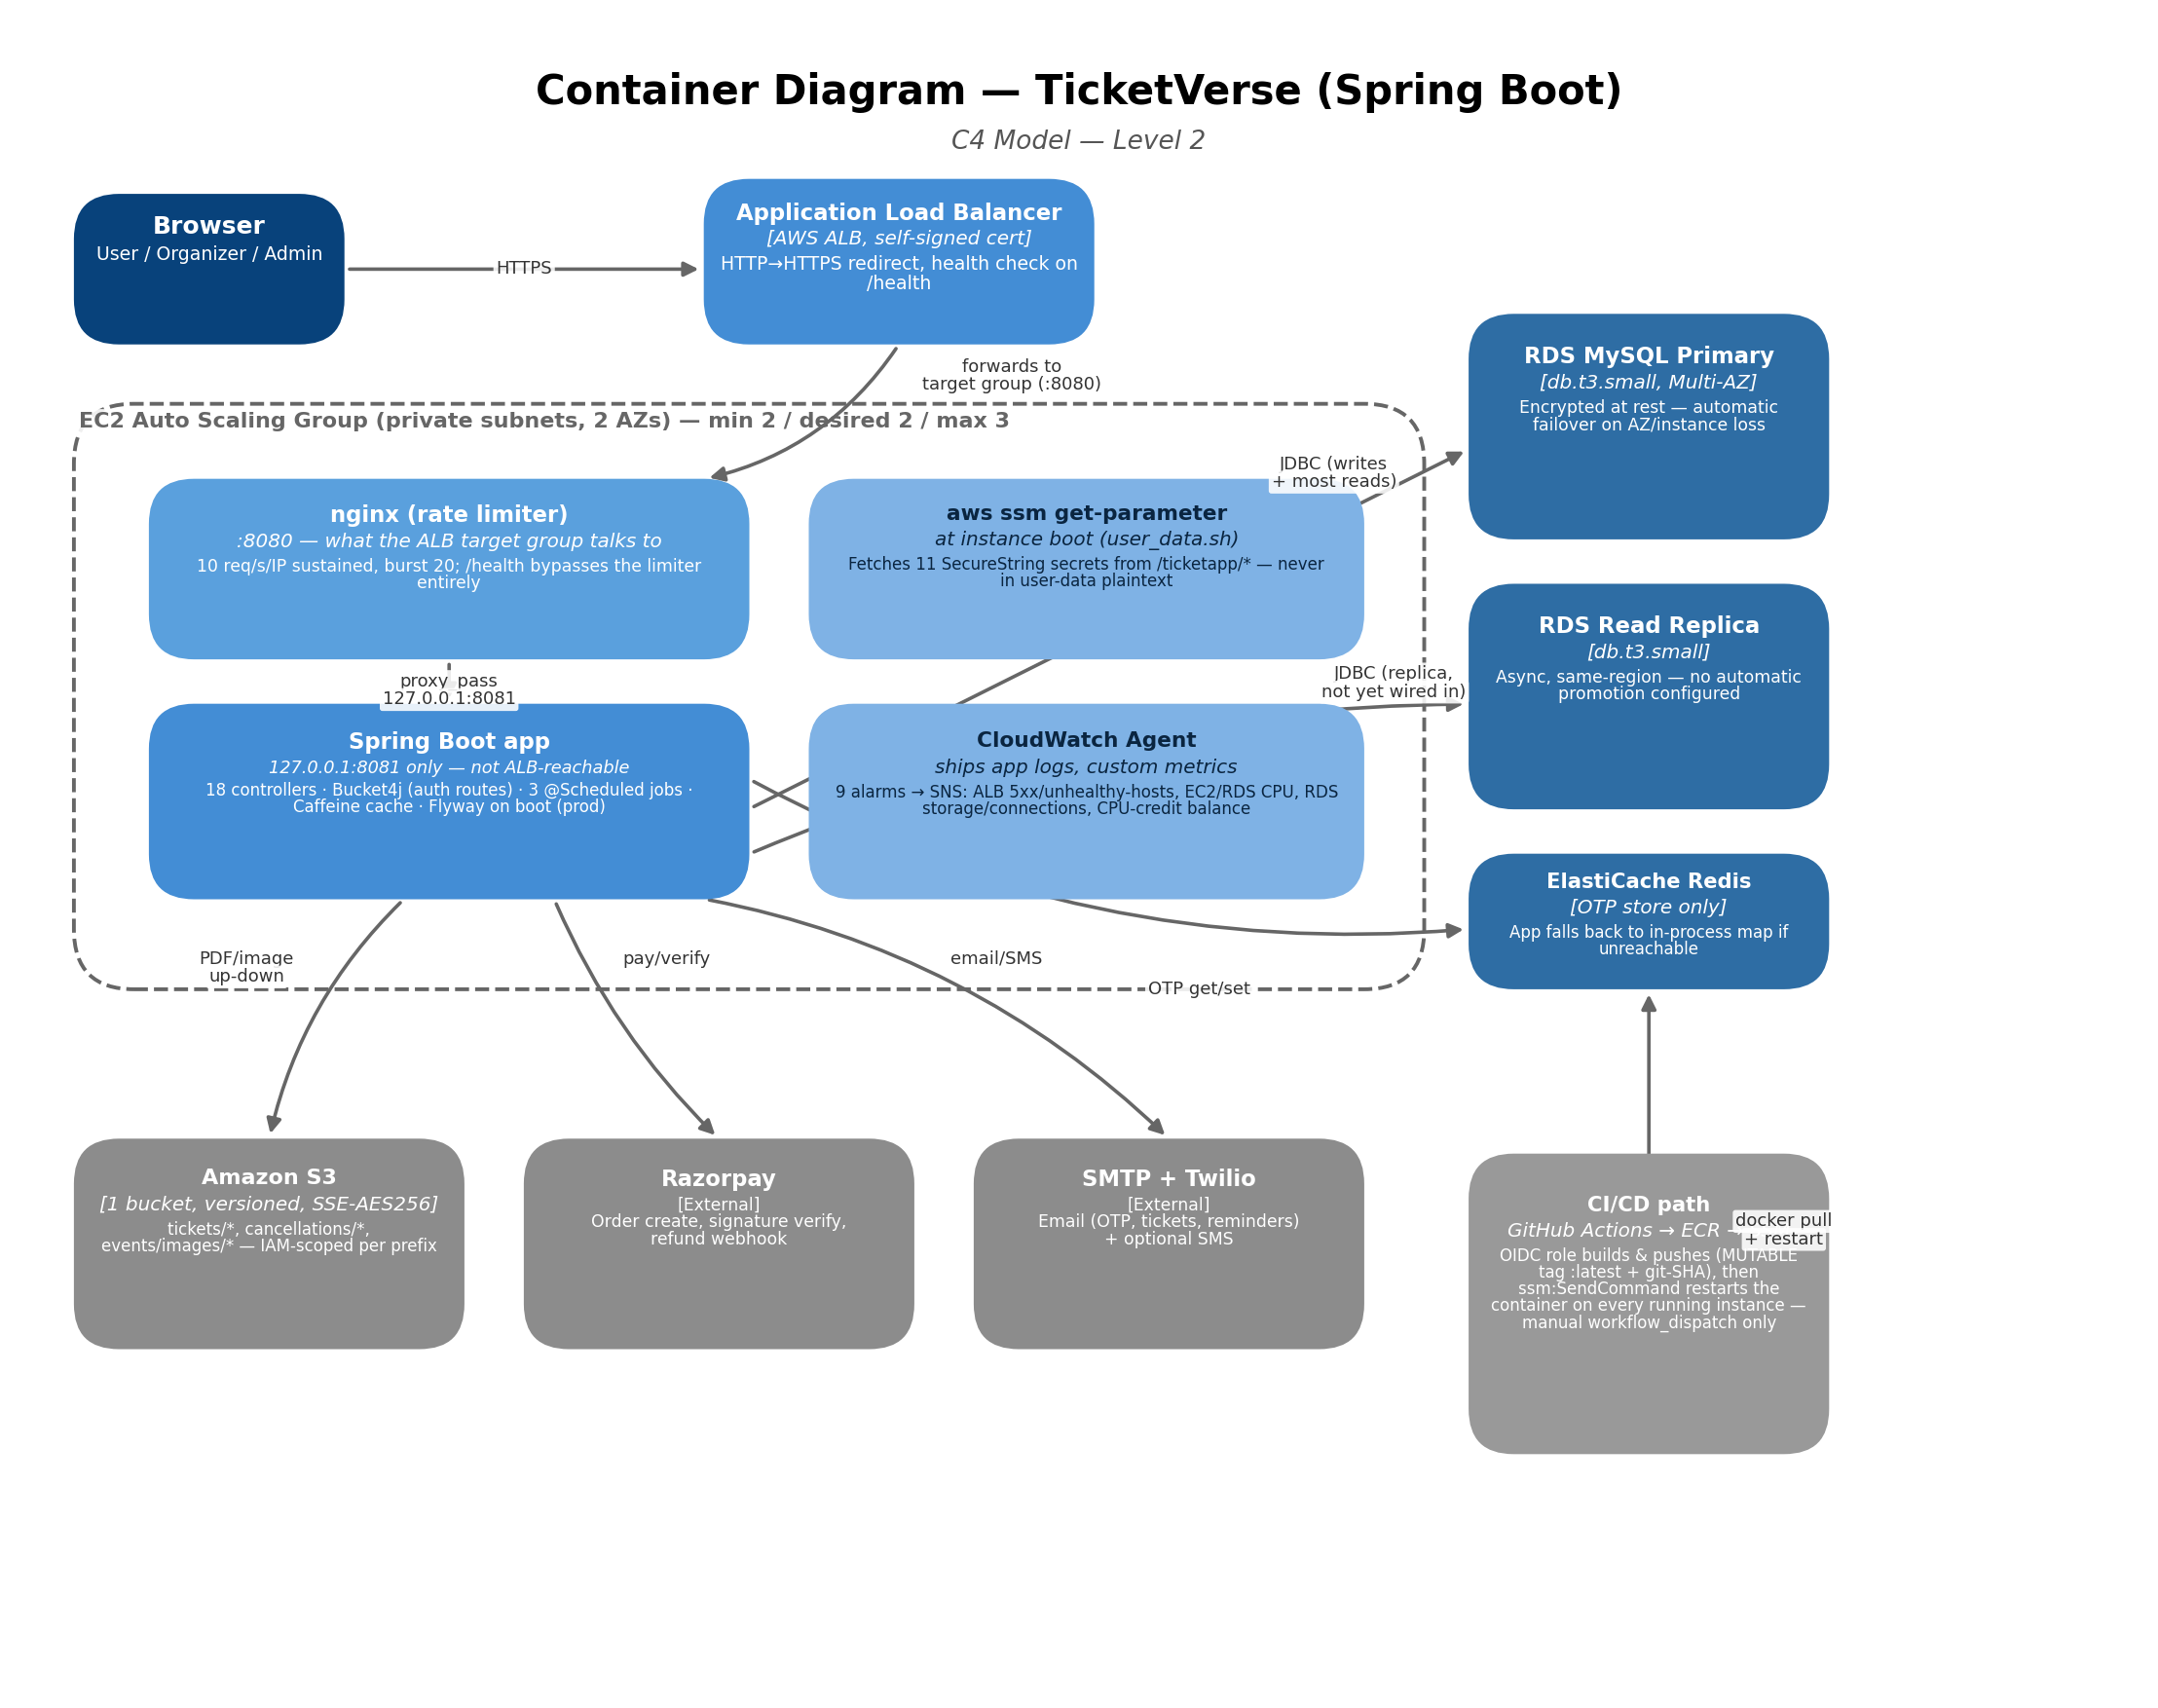 Container Diagram — TicketVerse (Spring Boot)
C4 Model — Level 2
Browser
User / Organizer / Admin
HTTPS
Application Load Balancer
[AWS ALB, self-signed cert]
HTTP→HTTPS redirect, health check on
/health
forwards to
target group (:8080)
EC2 Auto Scaling Group (private subnets, 2 AZs) — min 2 / desired 2 / max 3
nginx (rate limiter)
:8080 — what the ALB target group talks to
10 req/s/IP sustained, burst 20; /health bypasses the limiter
entirely
aws ssm get-parameter
at instance boot (user_data.sh)
Fetches 11 SecureString secrets from /ticketapp/* — never
in user-data plaintext
JDBC (writes
+ most reads)
RDS MySQL Primary
[db.t3.small, Multi-AZ]
Encrypted at rest — automatic
failover on AZ/instance loss
proxy_pass
127.0.0.1:8081
JDBC (replica,
not yet wired in)
RDS Read Replica
[db.t3.small]
Async, same-region — no automatic
promotion configured
Spring Boot app
127.0.0.1:8081 only — not ALB-reachable
18 controllers · Bucket4j (auth routes) · 3 @Scheduled jobs ·
Caffeine cache · Flyway on boot (prod)
CloudWatch Agent
ships app logs, custom metrics
9 alarms → SNS: ALB 5xx/unhealthy-hosts, EC2/RDS CPU, RDS
storage/connections, CPU-credit balance
ElastiCache Redis
[OTP store only]
App falls back to in-process map if
unreachable
PDF/image
up-down
pay/verify
email/SMS
OTP get/set
Amazon S3
[1 bucket, versioned, SSE-AES256]
tickets/*, cancellations/*,
events/images/* — IAM-scoped per prefix
Razorpay
[External]
Order create, signature verify,
refund webhook
SMTP + Twilio
[External]
Email (OTP, tickets, reminders)
+ optional SMS
CI/CD path
GitHub Actions → ECR
docker pull
+ restart
OIDC role builds & pushes (MUTABLE
tag :latest + git-SHA), then
ssm:SendCommand restarts the
container on every running instance —
manual workflow_dispatch only